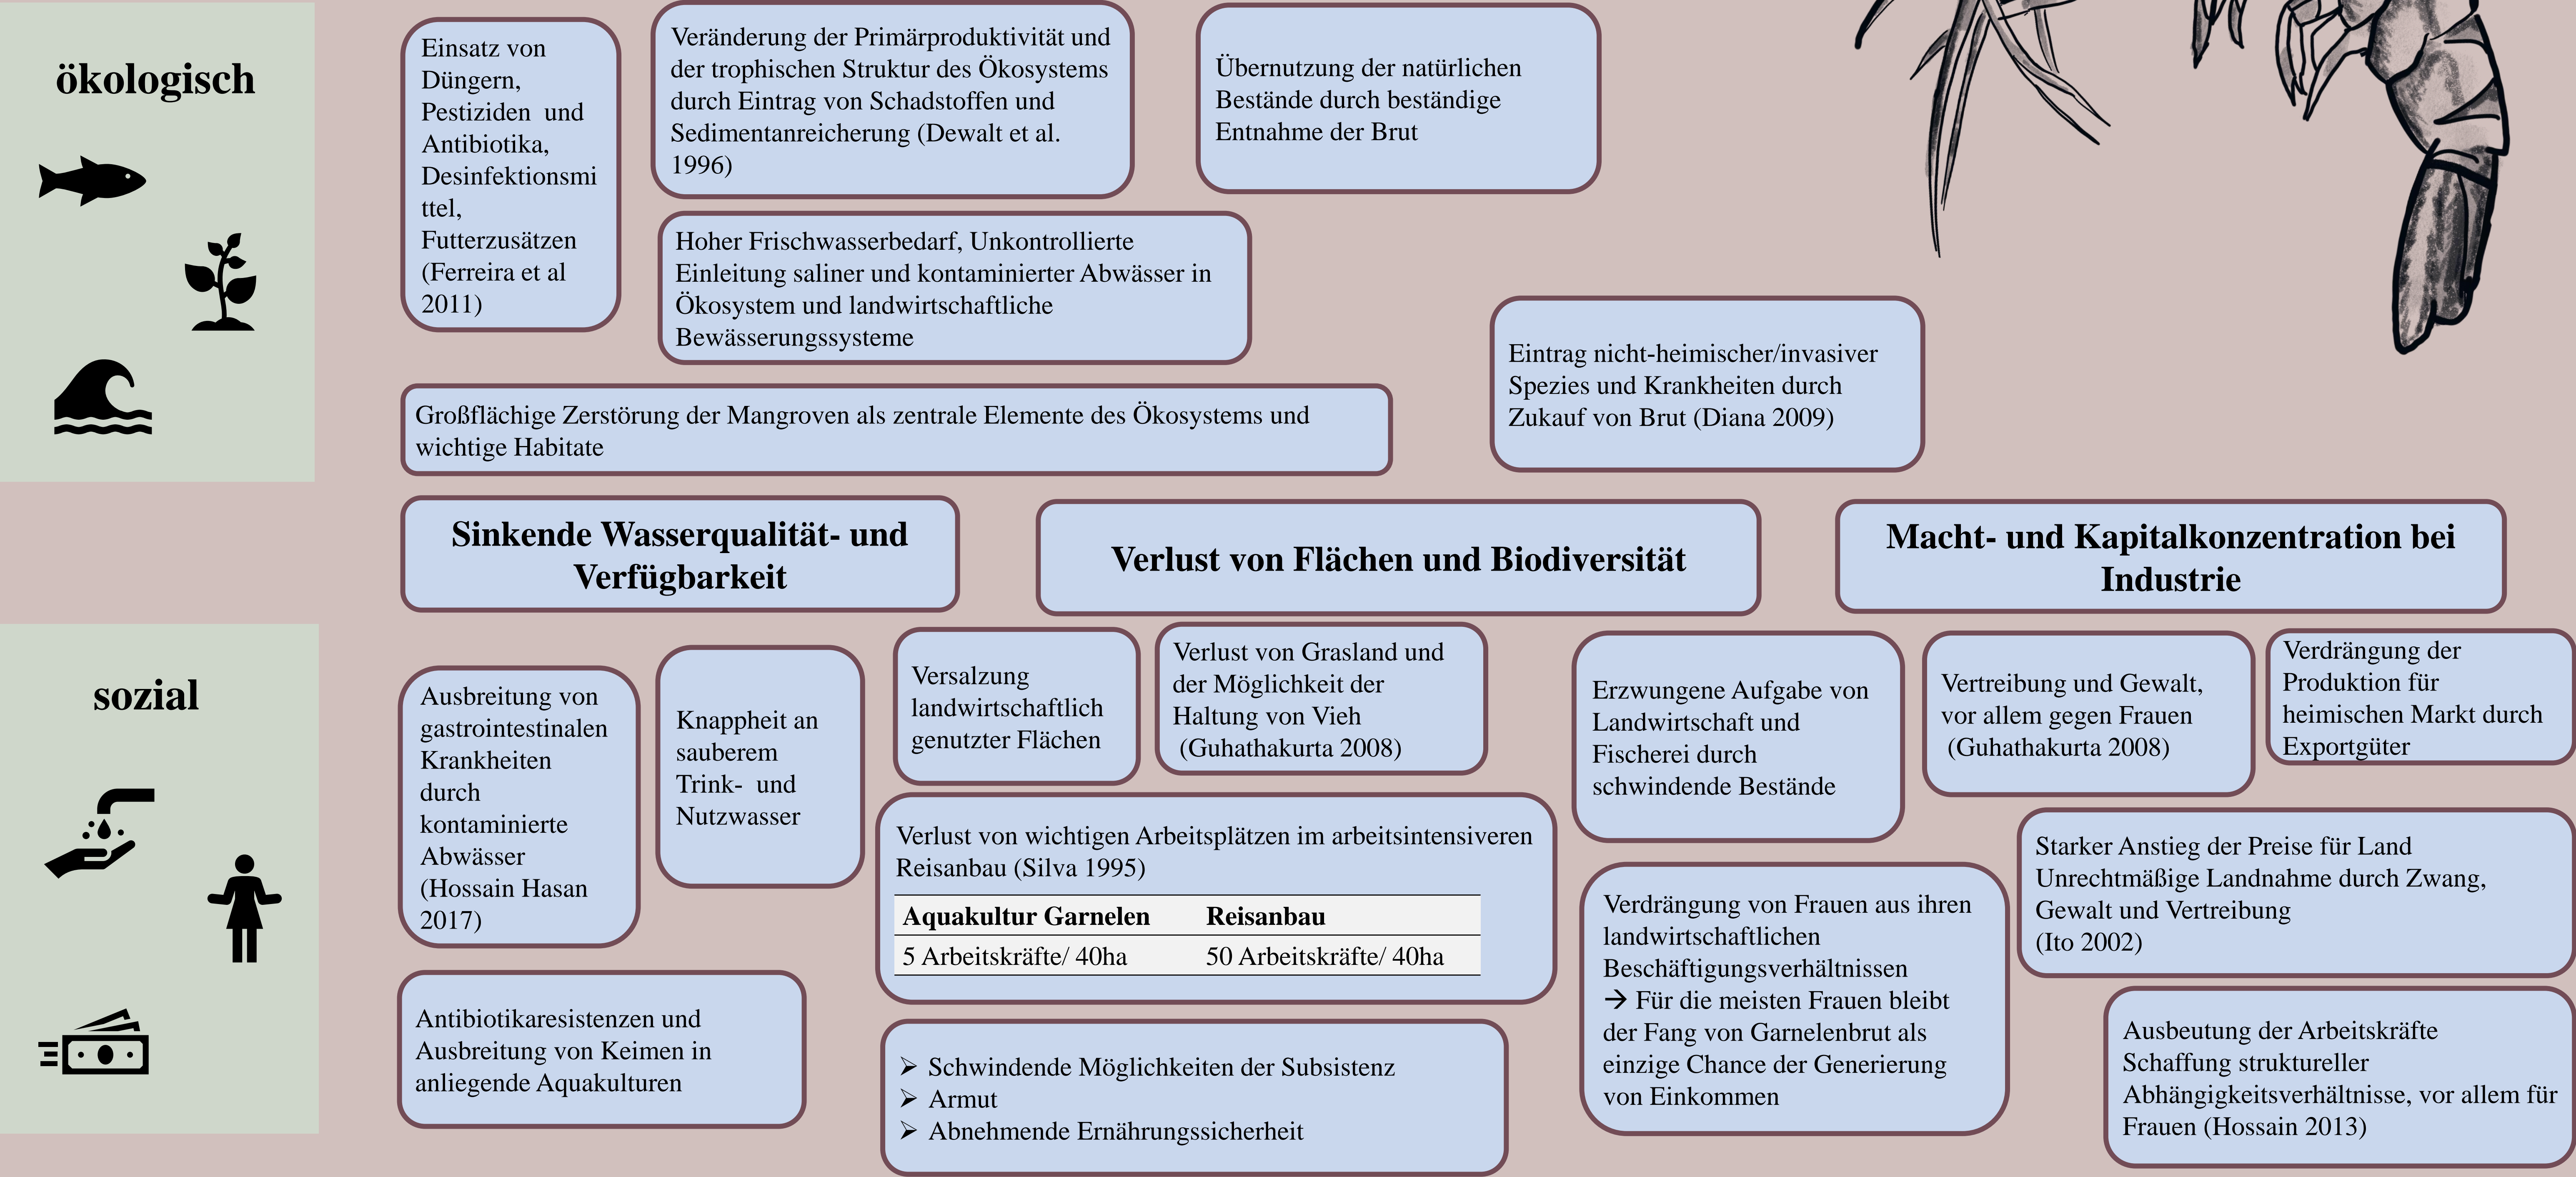 ökologisch
Einsatz von
Düngern,
Pestiziden und
Antibiotika,
Desinfektionsmi
ttel,
Futterzusätzen
(Ferreira et al
2011)
Veränderung der Primärproduktivität und
der trophischen Struktur des Ökosystems
durch Eintrag von Schadstoffen und
Sedimentanreicherung (Dewalt et al.
1996)
Übernutzung der natürlichen
Bestände durch beständige
Entnahme der Brut
Hoher Frischwasserbedarf, Unkontrollierte
Einleitung saliner und kontaminierter Abwässer in
Ökosystem und landwirtschaftliche
Bewässerungssysteme
Eintrag nicht-heimischer/invasiver
Spezies und Krankheiten durch
Zukauf von Brut (Diana 2009)
Großflächige Zerstörung der Mangroven als zentrale Elemente des Ökosystems und
wichtige Habitate
Sinkende Wasserqualität- und
Verfügbarkeit
Verlust von Flächen und Biodiversität
Macht- und Kapitalkonzentration bei
Industrie
sozial
Ausbreitung von
gastrointestinalen
Krankheiten
durch
kontaminierte
Abwässer
(Hossain Hasan
2017)
Knappheit an
sauberem
Trink- und
Nutzwasser
Versalzung
landwirtschaftlich
genutzter Flächen
Verlust von Grasland und
der Möglichkeit der
Haltung von Vieh
(Guhathakurta 2008)
Erzwungene Aufgabe von
Landwirtschaft und
Fischerei durch
schwindende Bestände
Vertreibung und Gewalt,
vor allem gegen Frauen
(Guhathakurta 2008)
Verdrängung der
Produktion für
heimischen Markt durch
Exportgüter
Verlust von wichtigen Arbeitsplätzen im arbeitsintensiveren
Reisanbau (Silva 1995)
Aquakultur Garnelen Reisanbau
5 Arbeitskräfte/ 40ha 50 Arbeitskräfte/ 40ha
Starker Anstieg der Preise für Land
Unrechtmäßige Landnahme durch Zwang,
Gewalt und Vertreibung
(Ito 2002)
Verdrängung von Frauen aus ihren
landwirtschaftlichen
Beschäftigungsverhältnissen
→ Für die meisten Frauen bleibt
der Fang von Garnelenbrut als
einzige Chance der Generierung
von Einkommen
Antibiotikaresistenzen und
Ausbreitung von Keimen in
anliegende Aquakulturen
➢ Schwindende Möglichkeiten der Subsistenz
➢ Armut
➢ Abnehmende Ernährungssicherheit
Ausbeutung der Arbeitskräfte
Schaffung struktureller
Abhängigkeitsverhältnisse, vor allem für
Frauen (Hossain 2013)